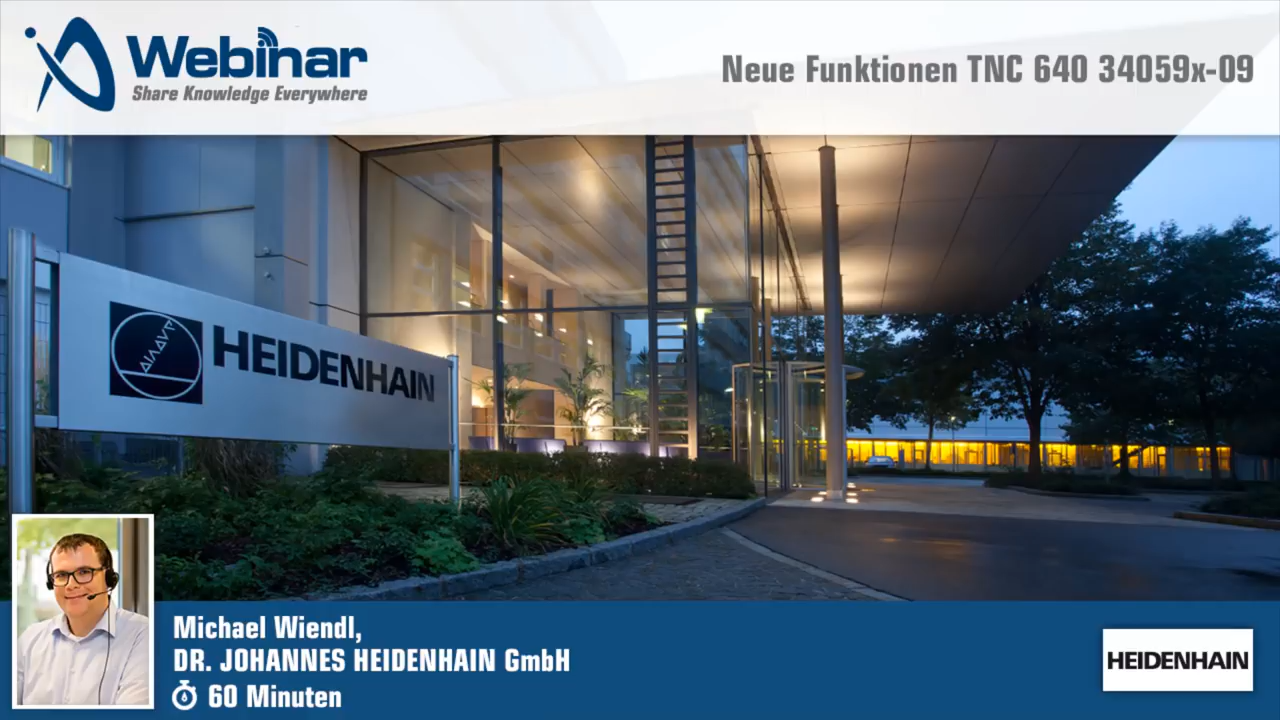 Webinar
Share Knowledge Everywhere
Neue Funktionen TNC 640 34059x-09
HEIDENHAIN
Michael Wiendl,
DR. JOHANNES HEIDENHAIN GmbH
60 Minuten
HEIDENHAIN